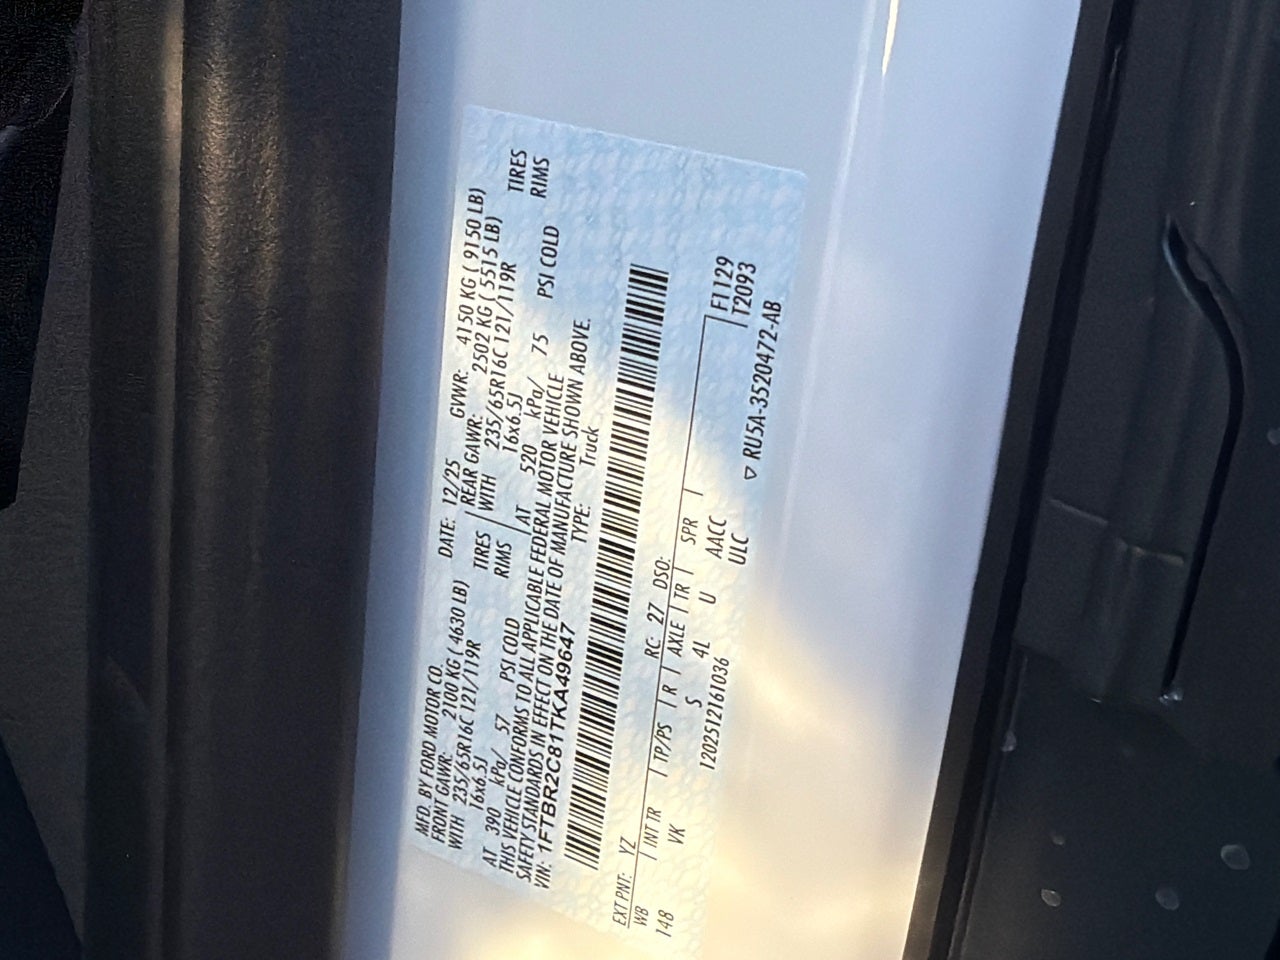 MFD. BY FORD MOTOR CO. DATE: 12/25 GVWR: 4150 KG ( 9150 LB)
FRONT GAWR: 2100 KG ( 4630 LB) REAR GAWR: 2502 KG ( 5515 LB)
WITH 235/65R16C 121/119R TIRES WITH 235/65R16C 121/119R TIRES
16x6.5J RIMS 16x6.5J RIMS
AT 390 kPa/ 57 PSI COLD AT 520 kPa/ 75 PSI COLD
THIS VEHICLE CONFORMS TO ALL APPLICABLE FEDERAL MOTOR VEHICLE
SAFETY STANDARDS IN EFFECT ON THE DATE OF MANUFACTURE SHOWN ABOVE.
VIN: 1FTBR2C81TKA49647 TYPE: Truck
EXT PNT: YZ RC: 27 DSO:
WB INT TR TP/PS R AXLE TR SPR F1129
148 VK S 4L U AACC T2093
1202512161036 ULC
▽ RU5A-3520472-AB